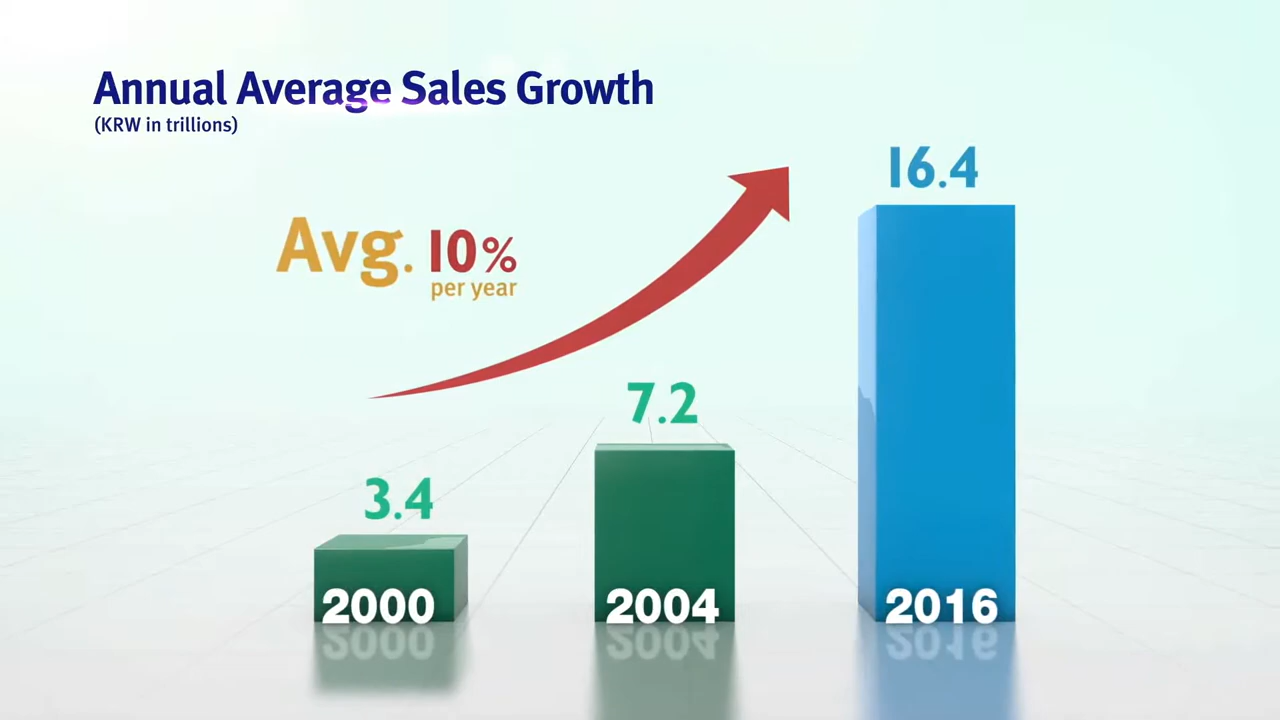 Annual Average Sales Growth
(KRW in trillions)
16.4
Avg. 10%
per year
7.2
3.4
2000
2004
2016